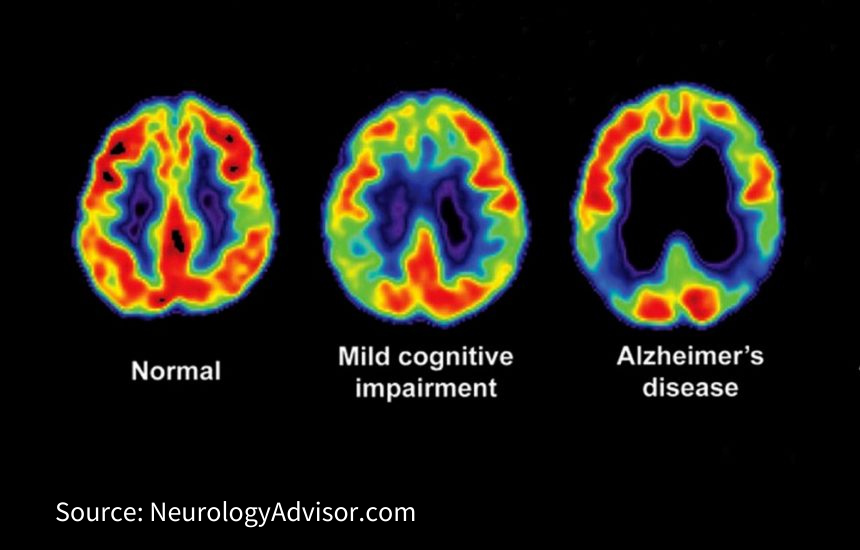 Normal
Mild cognitive
impairment
Alzheimer’s
disease
Source: NeurologyAdvisor.com